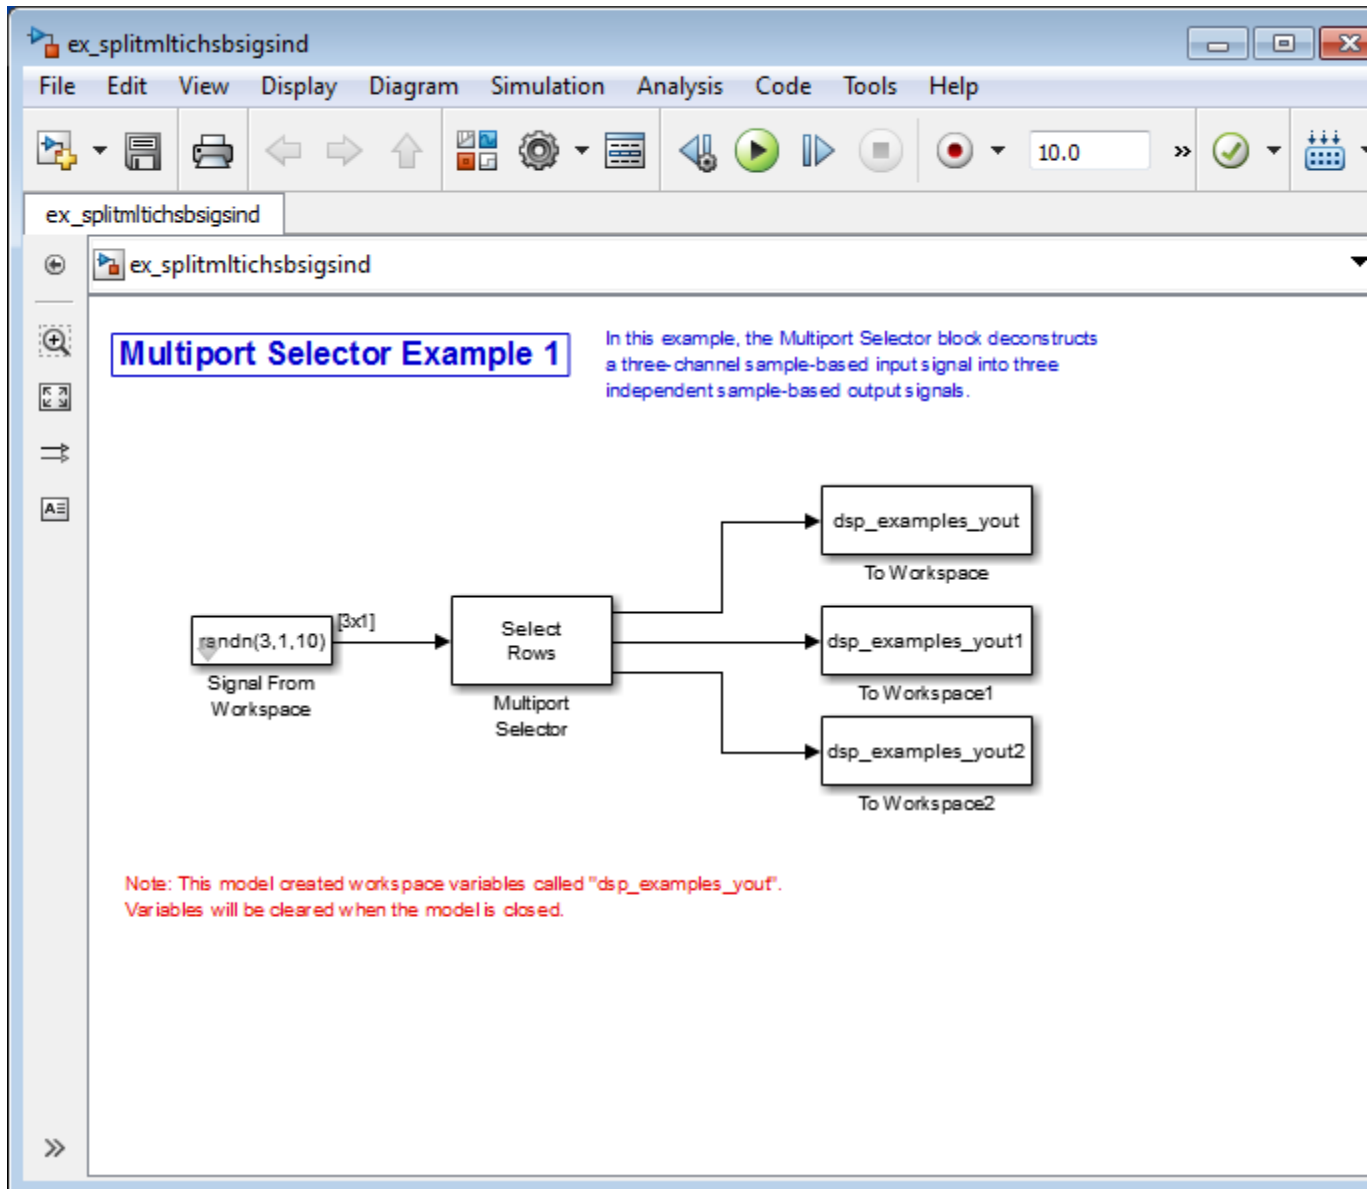 ex_splitmltichsbsigsind
File Edit View Display Diagram Simulation Analysis Code Tools Help
10.0
ex_splitmltichsbsigsind
ex_splitmltichsbsigsind
Multiport Selector Example 1
In this example, the Multiport Selector block deconstructs
a three-channel sample-based input signal into three
independent sample-based output signals.
dsp_examples_yout
To Workspace
randn(3,1,10)
[3x1]
Signal From
Workspace
Select
Rows
Multiport
Selector
dsp_examples_yout1
To Workspace1
dsp_examples_yout2
To Workspace2
Note: This model created workspace variables called "dsp_examples_yout".
Variables will be cleared when the model is closed.